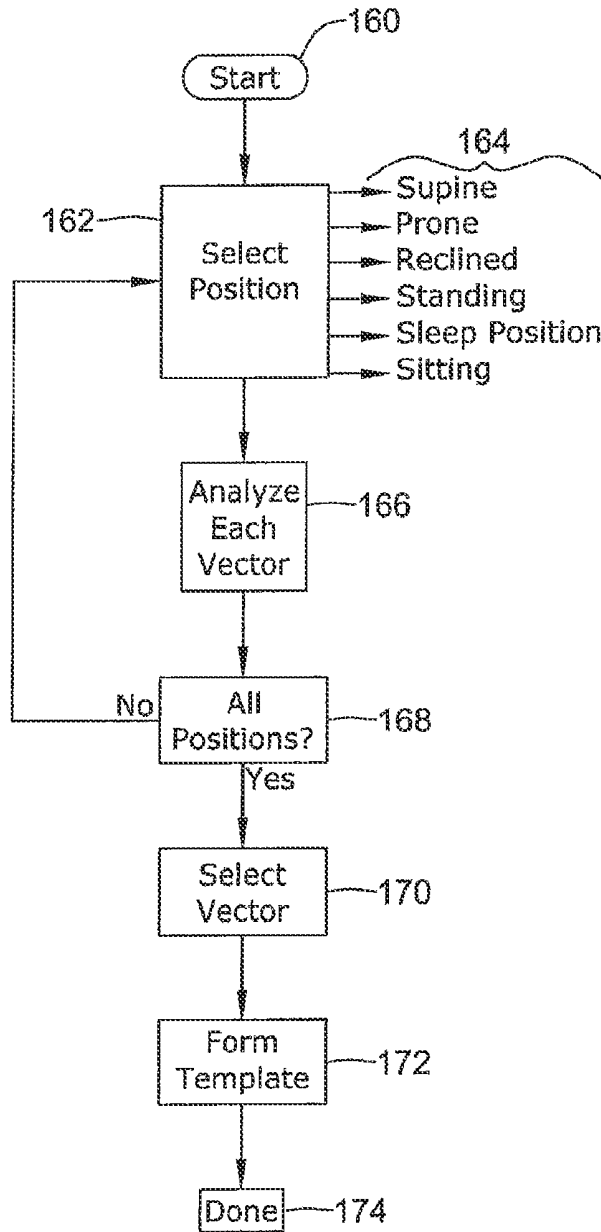 160
Start
164
162
Select
Position
Supine
Prone
Reclined
Standing
Sleep Position
Sitting
Analyze
Each
Vector
166
No
All
Positions?
168
Yes
Select
Vector
170
Form
Template
172
Done
174